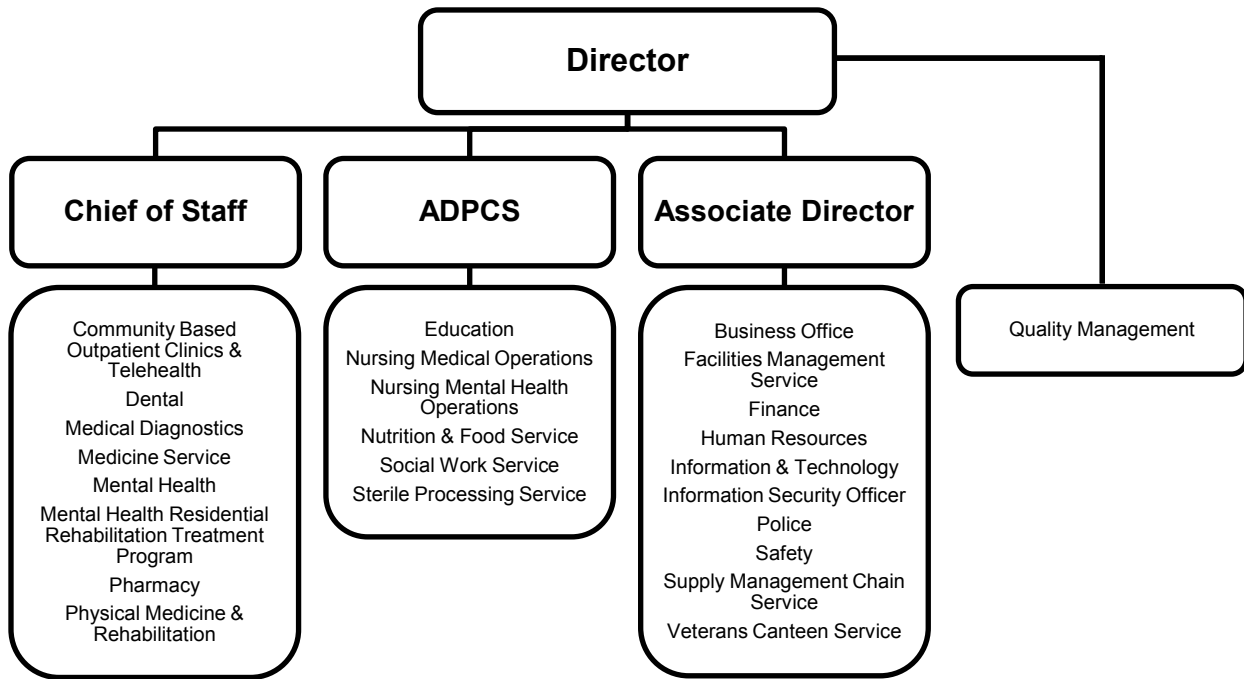 Director
Chief of Staff
ADPCS
Associate Director
Community Based
Outpatient Clinics &
Telehealth
Dental
Medical Diagnostics
Medicine Service
Mental Health
Mental Health Residential
Rehabilitation Treatment
Program
Pharmacy
Physical Medicine &
Rehabilitation
Education
Nursing Medical Operations
Nursing Mental Health
Operations
Nutrition & Food Service
Social Work Service
Sterile Processing Service
Business Office
Facilities Management
Service
Finance
Human Resources
Information & Technology
Information Security Officer
Police
Safety
Supply Management Chain
Service
Veterans Canteen Service
Quality Management